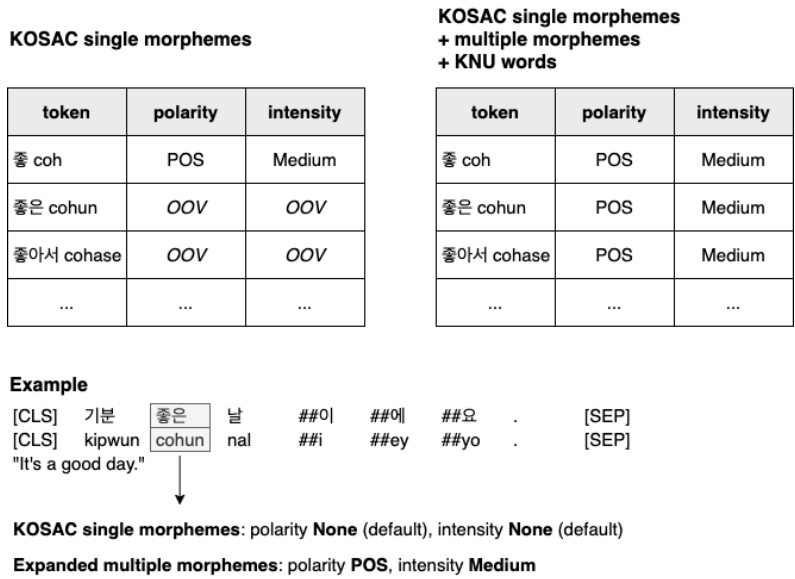 KOSAC single morphemes
token polarity intensity
좋 coh POS Medium
좋은 cohun OOV OOV
좋아서 cohase OOV OOV
... ... ...
KOSAC single morphemes
+ multiple morphemes
+ KNU words
token polarity intensity
좋 coh POS Medium
좋은 cohun POS Medium
좋아서 cohase POS Medium
... ... ...
Example
[CLS] 기분 좋은 날 ##이 ##에 ##요 . [SEP]
[CLS] kipwun cohun nal ##i ##ey ##yo . [SEP]
"It's a good day."
KOSAC single morphemes: polarity None (default), intensity None (default)
Expanded multiple morphemes: polarity POS, intensity Medium